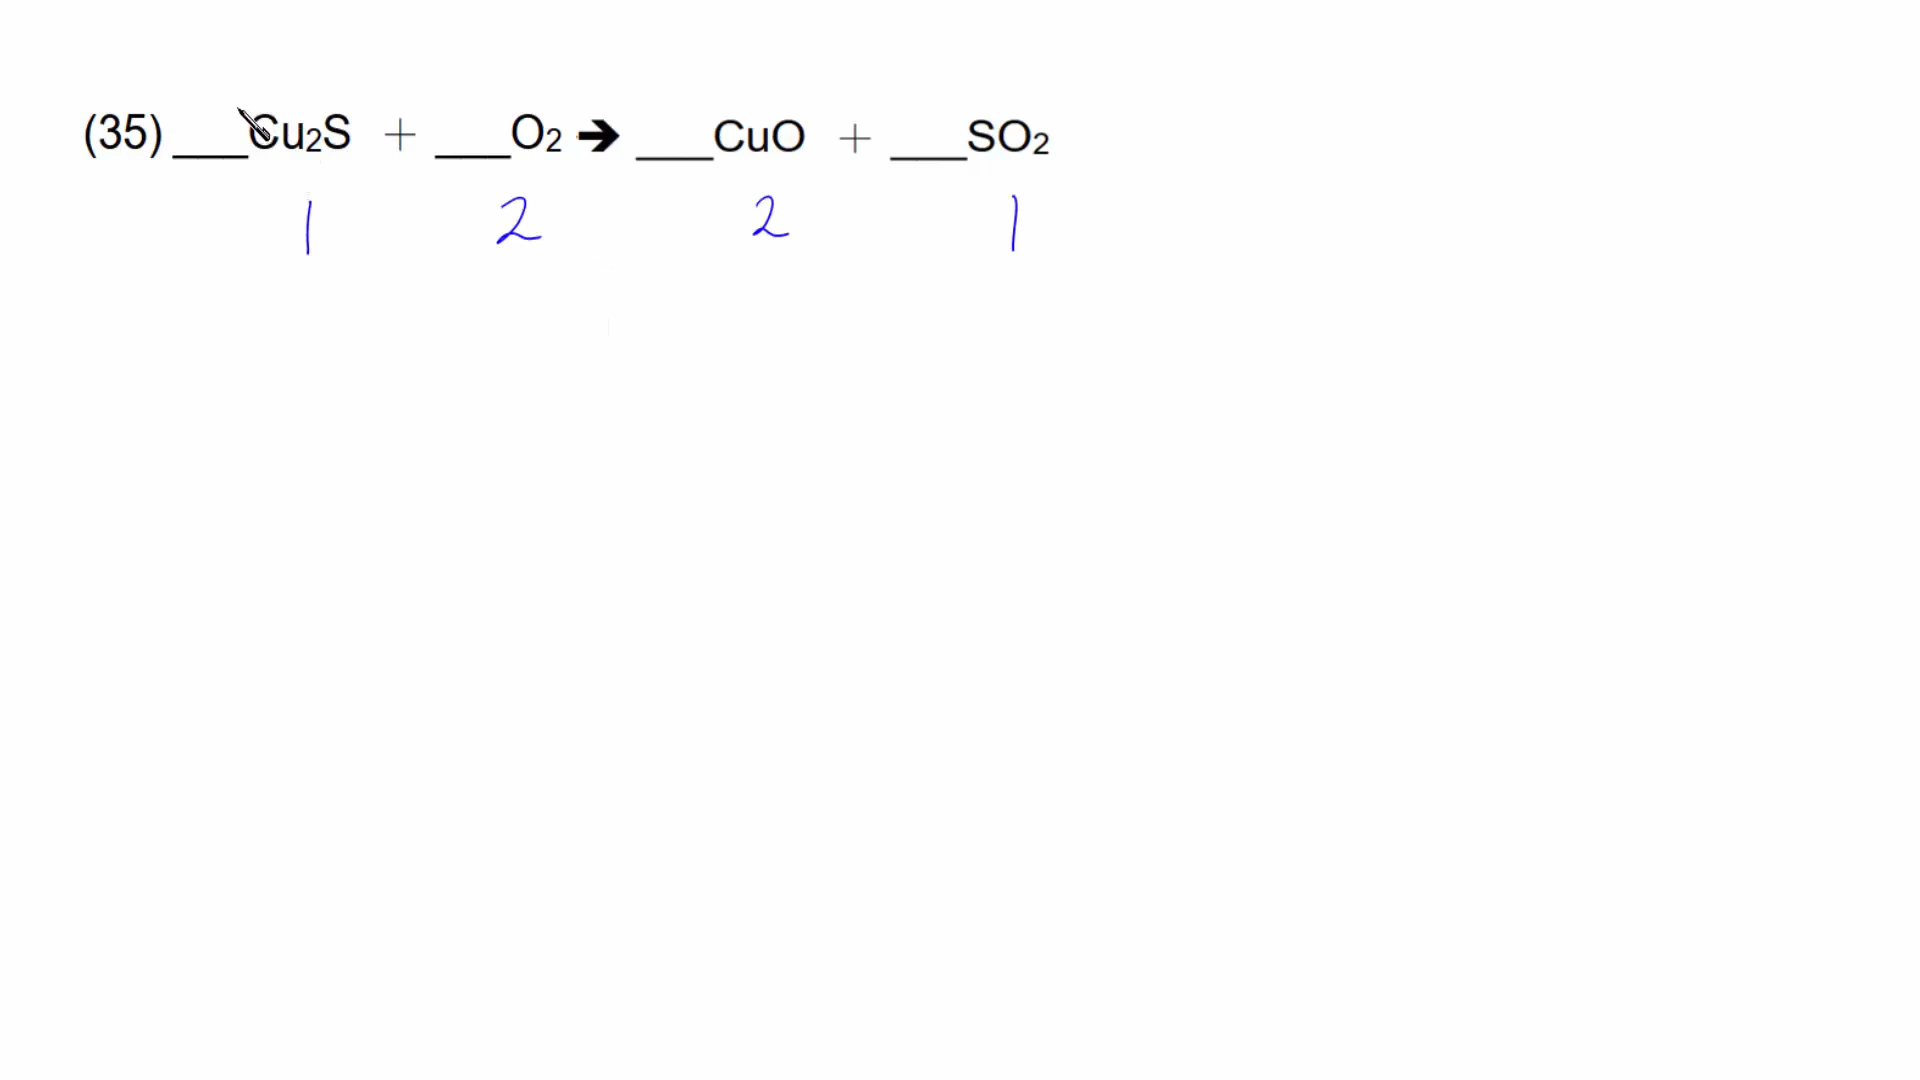 (35) ___Cu₂S + ___O₂ ➔ ___CuO + ___SO₂
1 2 2 1